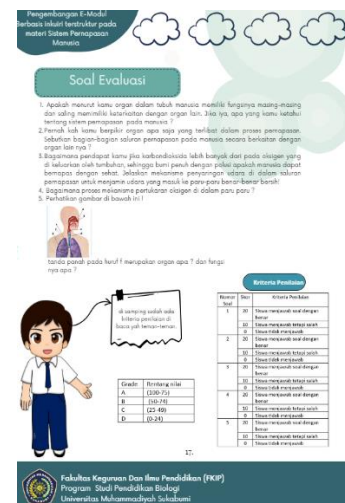 Pengembangan E-Modul
Berbasis Inkuiri terstruktur pada
materi Sistem Pernapasan
Manusia
Soal Evaluasi
1. Apakah menurut kamu organ dalam tubuh manusia memiliki fungsinya masing-masing
dan saling memiliki keterkaitan dengan organ lain. Jika iya, apa yang kamu ketahui
tentang sistem pernapasan pada manusia ?
2. Pernah kah kamu berpikir organ apa saja yang terlibat dalam proses pernapasan.
Sebutkan bagian-bagian saluran pernapasan pada manusia secara berkaitan dengan
organ lain nya ?
3. Bagaimana pendapat kamu jika karbondioksida lebih banyak dari pada oksigen yang
di keluarkan oleh tumbuhan, sehingga bumi penuh dengan polusi apakah manusia dapat
bernapas dengan sehat. Jelaskan mekanisme penyaringan udara di dalam saluran
pernapasan untuk menjamin udara yang masuk ke paru-paru benar-benar bersih!
4. Bagaimana proses mekanisme pertukaran oksigen di dalam paru paru ?
5. Perhatikan gambar di bawah ini !
tanda panah pada huruf f merupakan organ apa ? dan fungsi
nya apa ?
Kriteria Penilaian
di samping sudah ada
kriteria penilaian di
baca yah teman-teman..
Nomor Soal | Skor | Kriteria Penilaian
1 | 20 | Siswa menjawab soal dengan benar
10 | Siswa menjawab tetapi salah
0 | Siswa tidak menjawab
2 | 20 | Siswa menjawab soal dengan benar
10 | Siswa menjawab tetapi salah
0 | Siswa tidak menjawab
3 | 20 | Siswa menjawab soal dengan benar
10 | Siswa menjawab tetapi salah
0 | Siswa tidak menjawab
4 | 20 | Siswa menjawab soal dengan benar
10 | Siswa menjawab tetapi salah
0 | Siswa tidak menjawab
5 | 20 | Siswa menjawab soal dengan benar
10 | Siswa menjawab tetapi salah
0 | Siswa tidak menjawab
Grade | Rentang nilai
A | (100-75)
B | (50-74)
C | (25-49)
D | (0-24)
17.
Fakultas Keguruan Dan Ilmu Pendidikan (FKIP)
Program Studi Pendidikan Biologi
Universitas Muhammadiyah Sukabumi